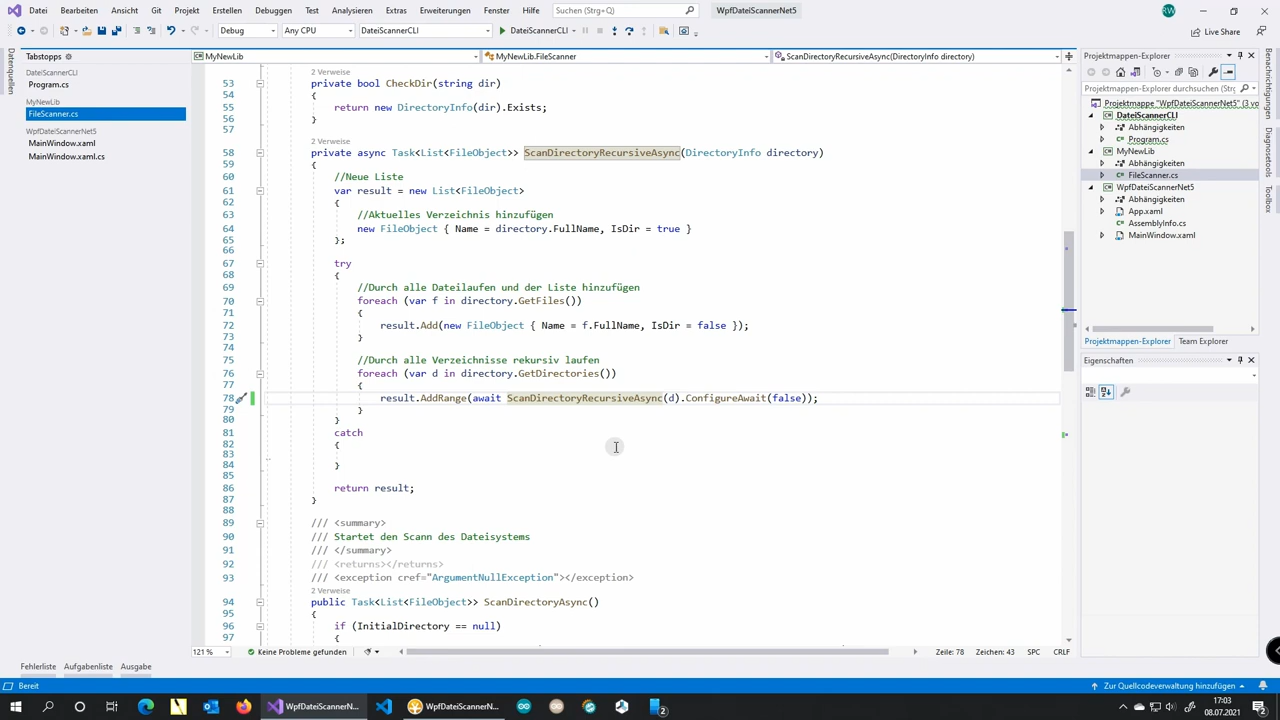 Datei Bearbeiten Ansicht Git Projekt Erstellen Debuggen Test Analysieren Extras Erweiterungen Fenster Hilfe Suchen (Strg+Q) WpfDateiScannerNet5 RW
Debug Any CPU DateiScannerCLI DateiScannerCLI Live Share
Datenquellen
Tabstopps
DateiScannerCLI
Program.cs
MyNewLib
FileScanner.cs
WpfDateiScannerNet5
MainWindow.xaml
MainWindow.xaml.cs
MyNewLib MyNewLib.FileScanner ScanDirectoryRecursiveAsync(DirectoryInfo directory)
2 Verweise
53 private bool CheckDir(string dir)
54 {
55 return new DirectoryInfo(dir).Exists;
56 }
57
2 Verweise
58 private async Task<List<FileObject>> ScanDirectoryRecursiveAsync(DirectoryInfo directory)
59 {
60 //Neue Liste
61 var result = new List<FileObject>
62 {
63 //Aktuelles Verzeichnis hinzufügen
64 new FileObject { Name = directory.FullName, IsDir = true }
65 };
66
67 try
68 {
69 //Durch alle Dateilaufen und der Liste hinzufügen
70 foreach (var f in directory.GetFiles())
71 {
72 result.Add(new FileObject { Name = f.FullName, IsDir = false });
73 }
74
75 //Durch alle Verzeichnisse rekursiv laufen
76 foreach (var d in directory.GetDirectories())
77 {
78 result.AddRange(await ScanDirectoryRecursiveAsync(d).ConfigureAwait(false));
79 }
80 }
81 catch
82 {
83
84 }
85
86 return result;
87 }
88
89 /// <summary>
90 /// Startet den Scann des Dateisystems
91 /// </summary>
92 /// <returns></returns>
93 /// <exception cref="ArgumentNullException"></exception>
2 Verweise
94 public Task<List<FileObject>> ScanDirectoryAsync()
95 {
96 if (InitialDirectory == null)
97 {
121 % Keine Probleme gefunden Zeile: 78 Zeichen: 43 SPC CRLF
Projektmappen-Explorer
Projektmappen-Explorer durchsuchen (Strg
Projektmappe "WpfDateiScannerNet5" (3 vo
DateiScannerCLI
Abhängigkeiten
Program.cs
MyNewLib
Abhängigkeiten
FileScanner.cs
WpfDateiScannerNet5
Abhängigkeiten
App.xaml
AssemblyInfo.cs
MainWindow.xaml
Projektmappen-Explorer Team Explorer
Eigenschaften
Benachrichtigungen
Diagnosetools
Toolbox
Fehlerliste Aufgabenliste Ausgabe
Bereit Zur Quellcodeverwaltung hinzufügen
WpfDateiScannerN... WpfDateiScannerN... 2 17:03
08.07.2021 2